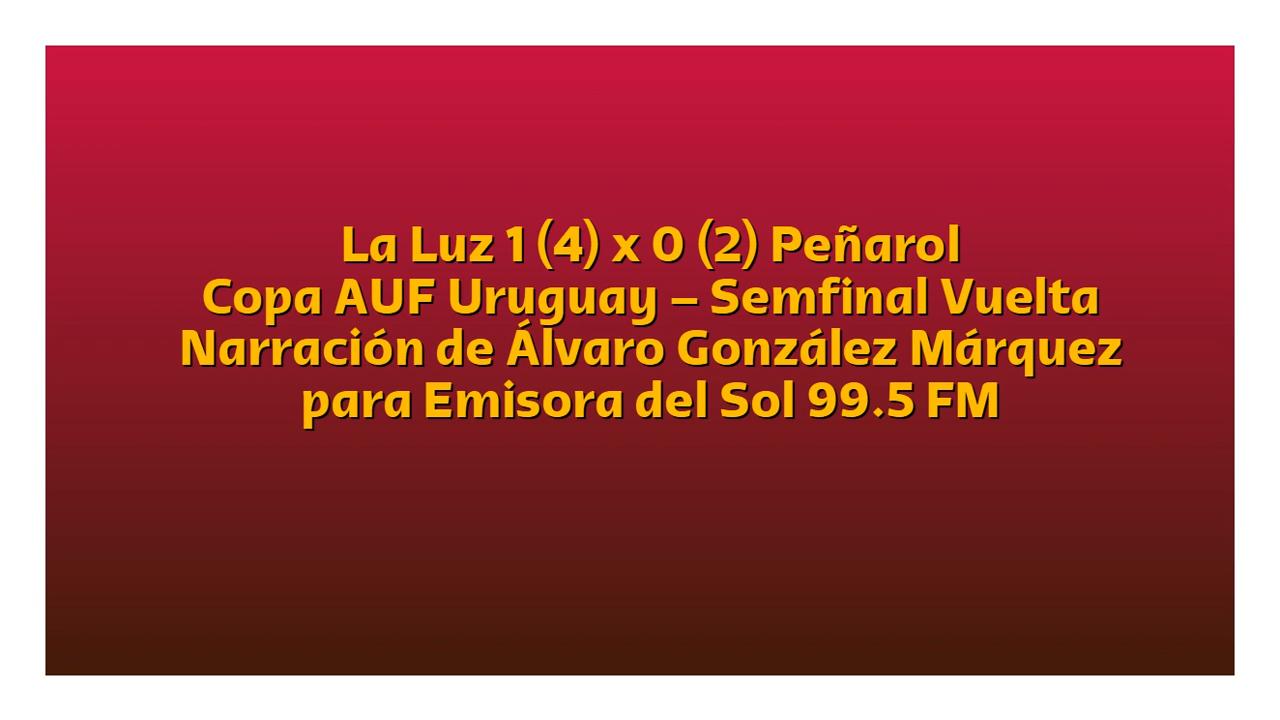 La Luz 1 (4) x 0 (2) Peñarol
Copa AUF Uruguay – Semfinal Vuelta
Narración de Álvaro González Márquez
para Emisora del Sol 99.5 FM